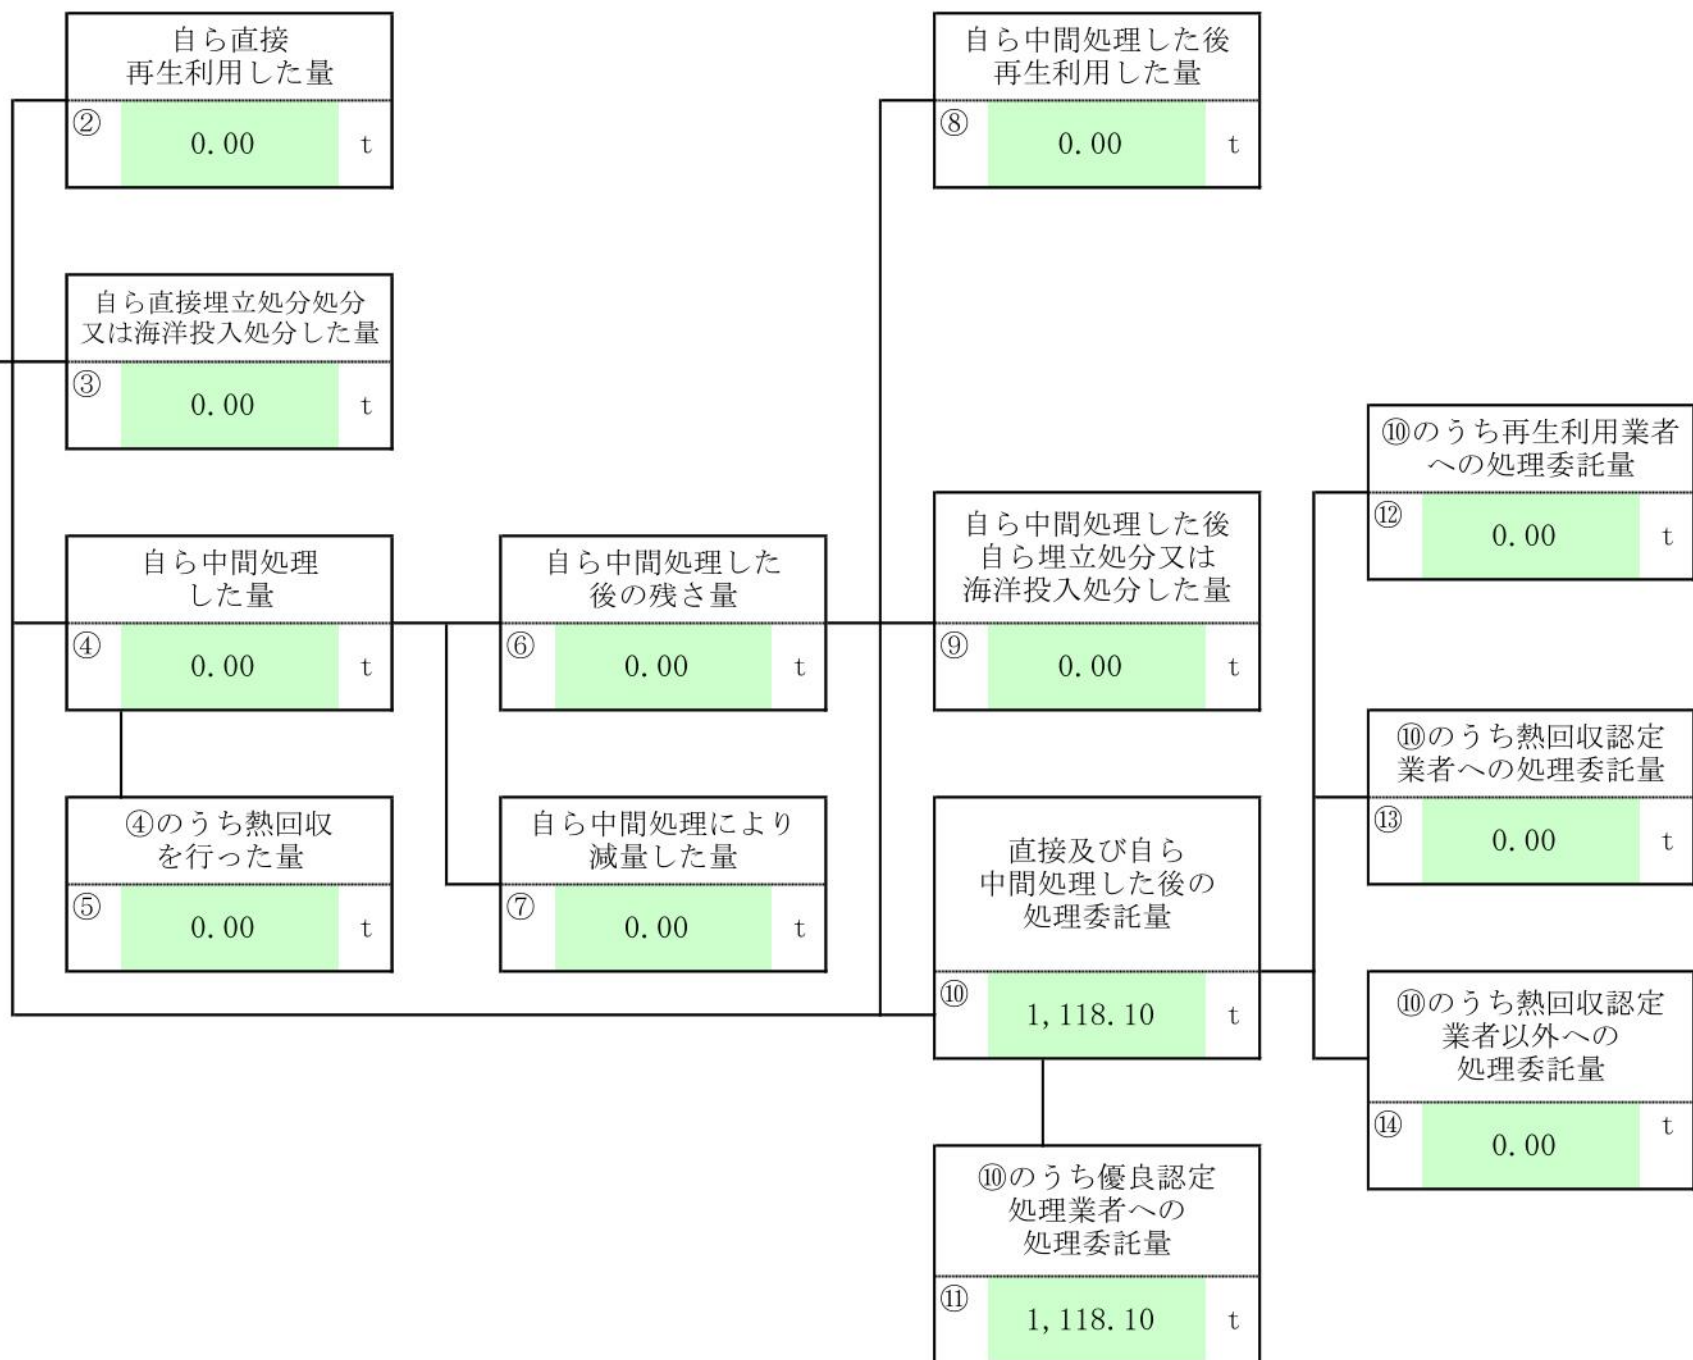 自ら直接
再生利用した量
② 0.00 t
自ら直接埋立処分処分
又は海洋投入処分した量
③ 0.00 t
自ら中間処理
した量
④ 0.00 t
④のうち熱回収
を行った量
⑤ 0.00 t
自ら中間処理した
後の残さ量
⑥ 0.00 t
自ら中間処理により
減量した量
⑦ 0.00 t
自ら中間処理した後
再生利用した量
⑧ 0.00 t
自ら中間処理した後
自ら埋立処分又は
海洋投入処分した量
⑨ 0.00 t
直接及び自ら
中間処理した後の
処理委託量
⑩ 1,118.10 t
⑩のうち優良認定
処理業者への
処理委託量
⑪ 1,118.10 t
⑩のうち再生利用業者
への処理委託量
⑫ 0.00 t
⑩のうち熱回収認定
業者への処理委託量
⑬ 0.00 t
⑩のうち熱回収認定
業者以外への
処理委託量
⑭ 0.00 t